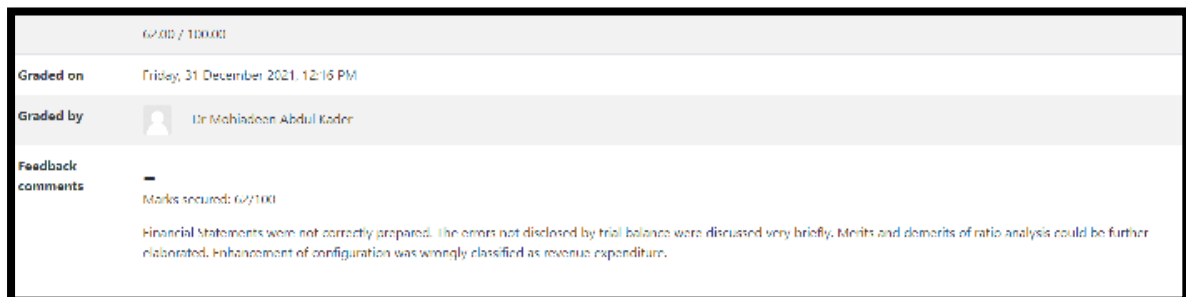 62.00 / 100.00
Graded on Friday, 31 December 2021, 12:16 PM
Graded by Dr Mohiadeen Abdul Kader
Feedback comments
Marks secured: 62/100
Financial Statements were not correctly prepared. The errors not disclosed by trial balance were discussed very briefly. Merits and demerits of ratio analysis could be further
elaborated. Enhancement of configuration was wrongly classified as revenue expenditure.